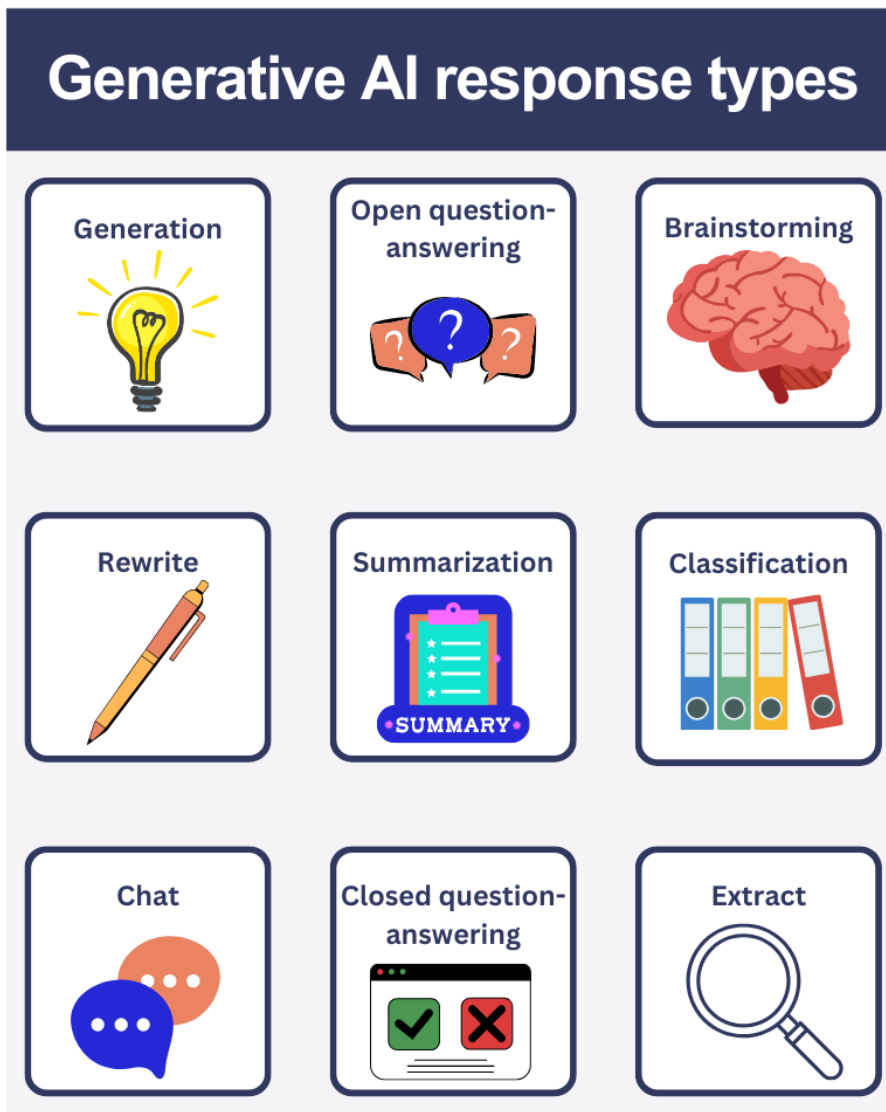 Generative AI response types
Generation
Open question-
answering
Brainstorming
? ? ?
Rewrite
Summarization
Classification
SUMMARY
Chat
Closed question-
answering
Extract